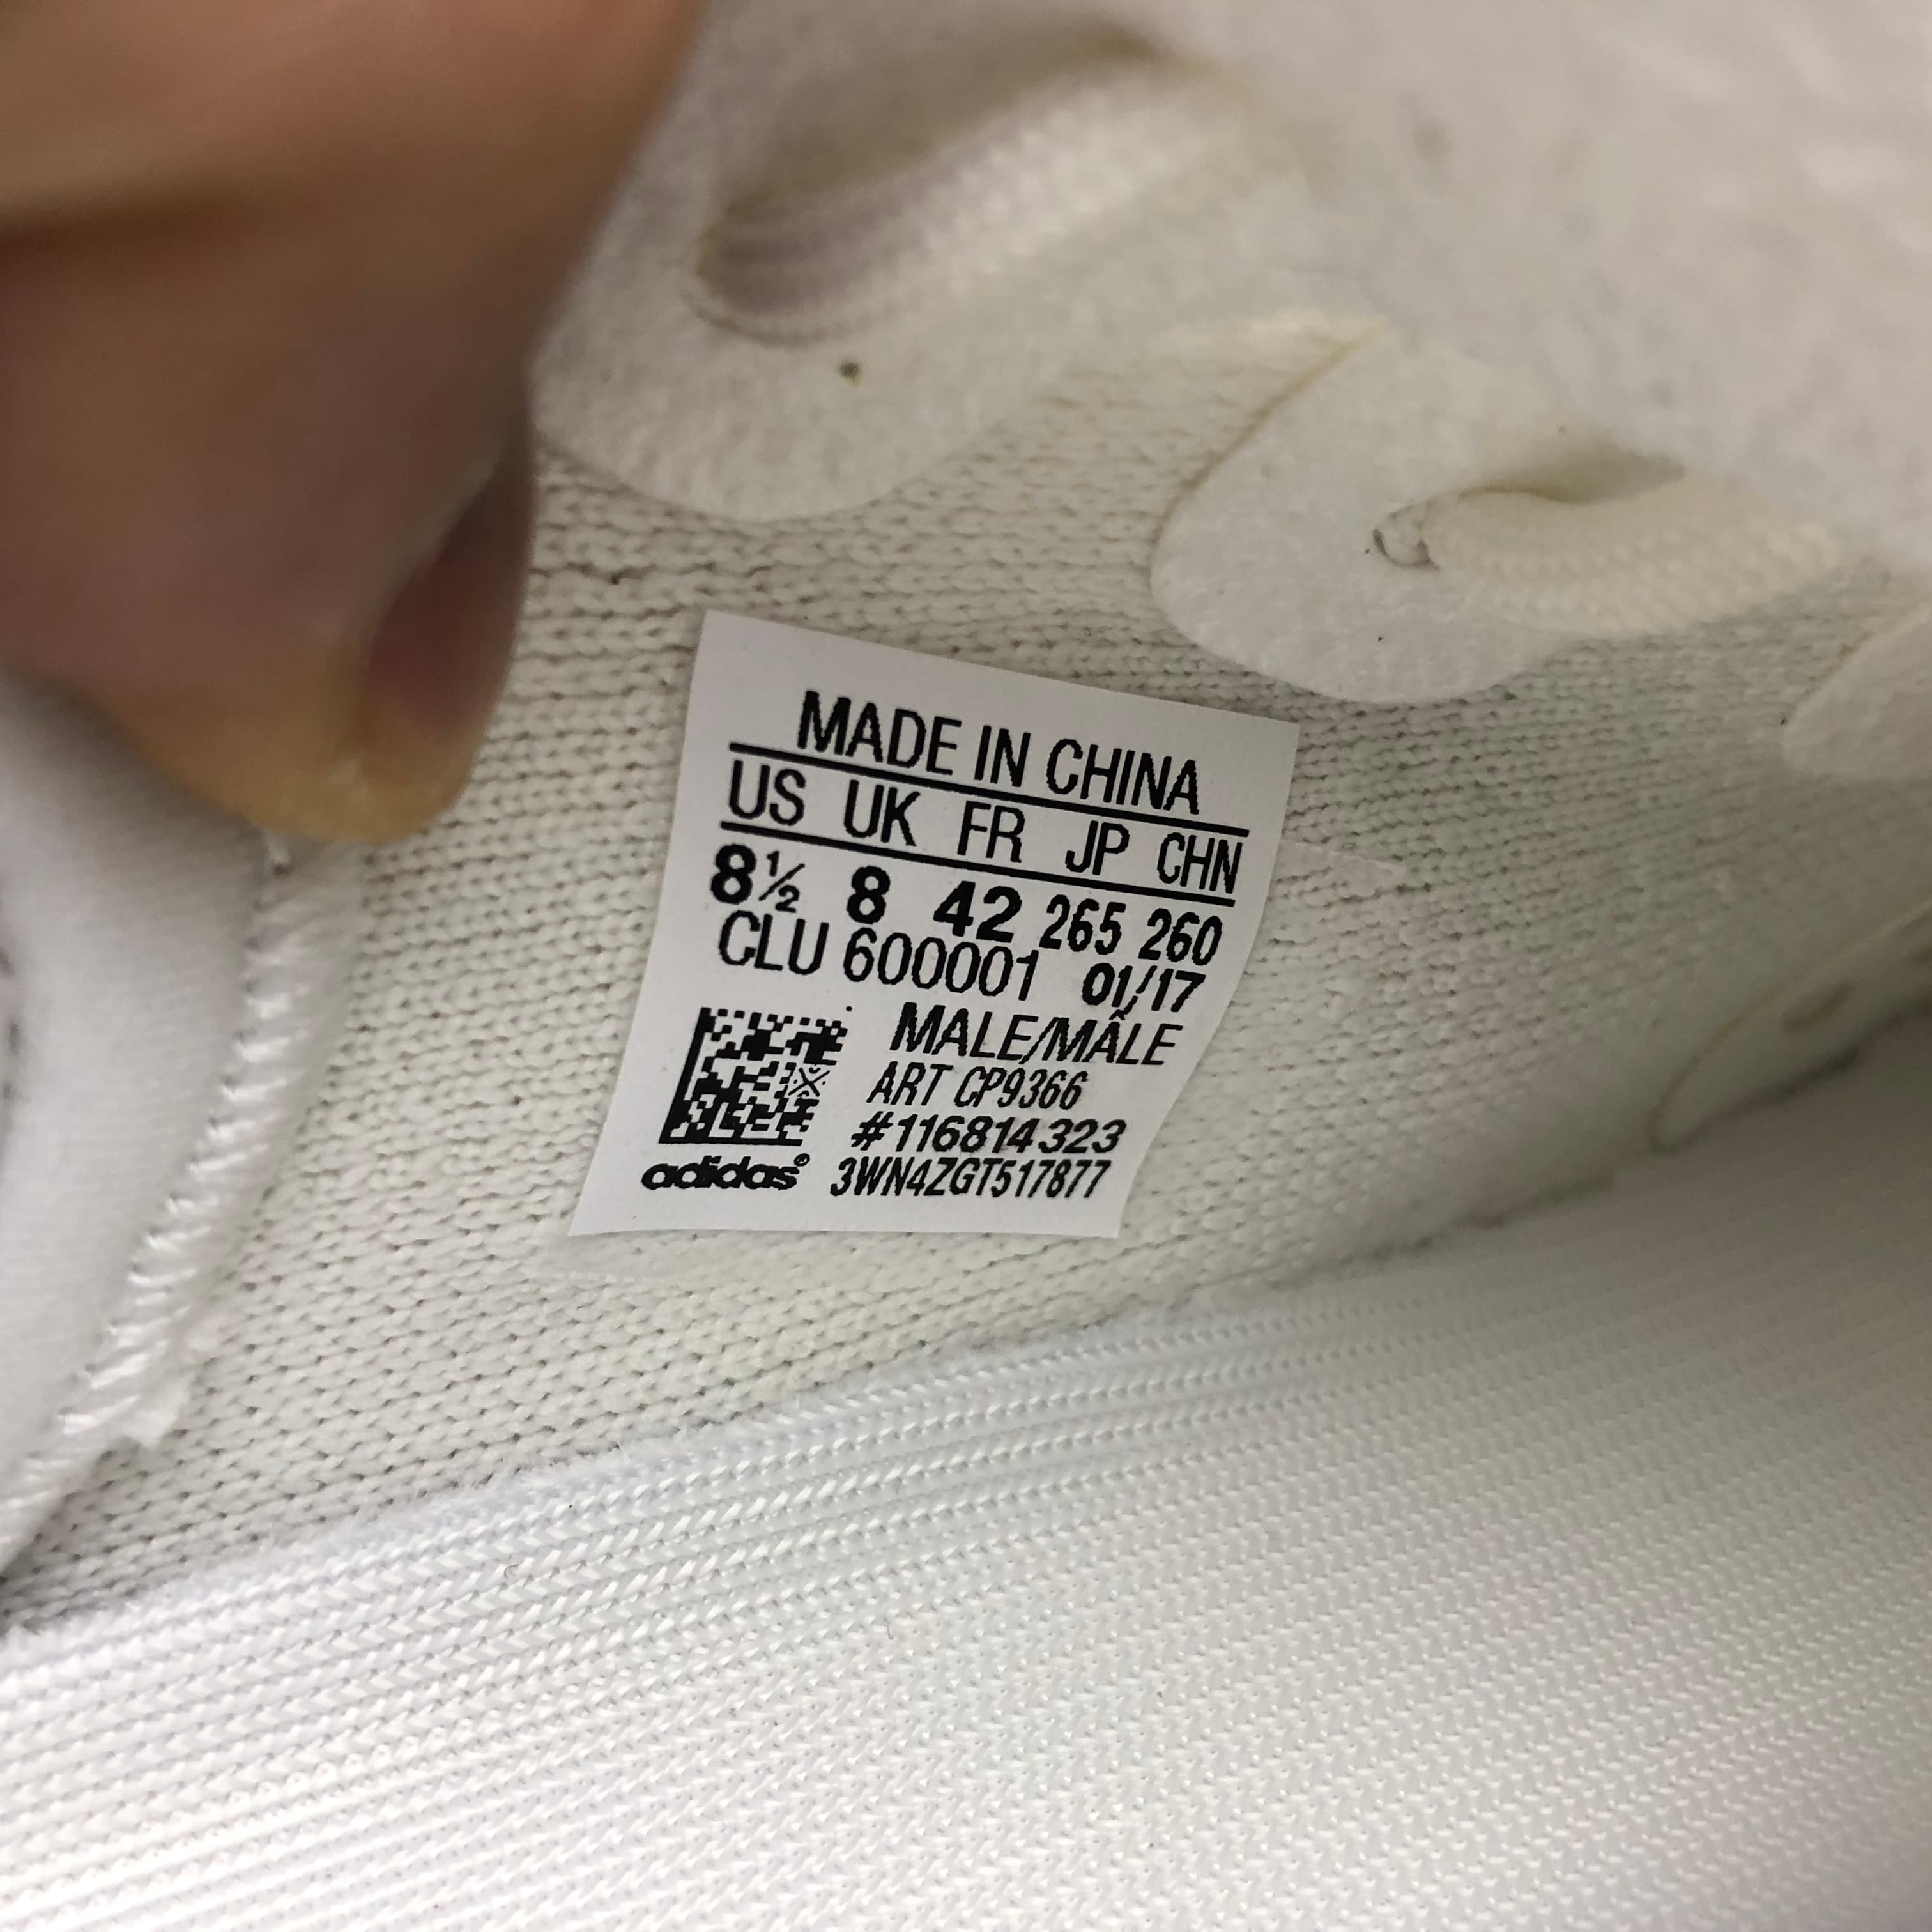 MADE IN CHINA
US UK FR JP CHN
8½ 8 42 265 260
CLU 600001 01/17
MALE/MÂLE
ART CP9366
#116814323
adidas® 3WN4ZGT517877